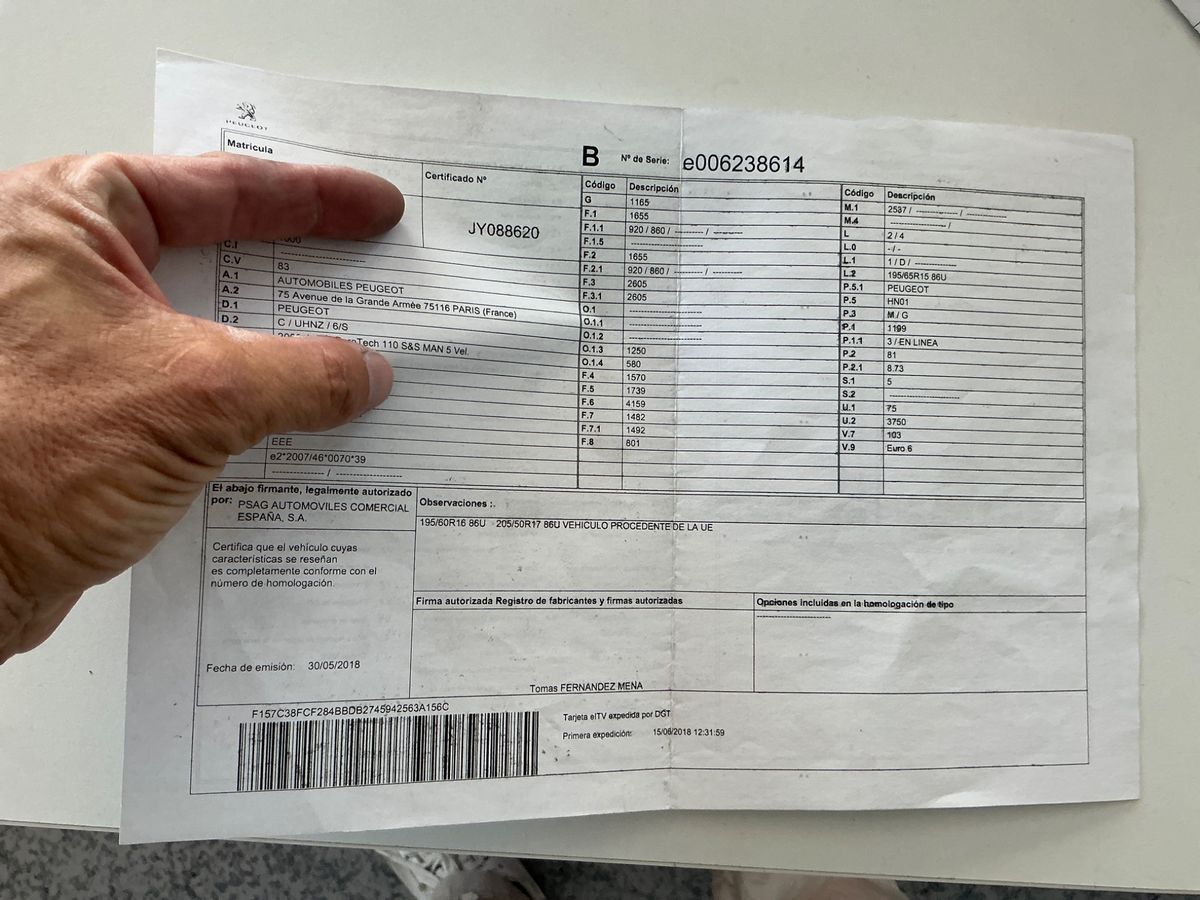 PEUGEOT
Matricula
B Nº de Serie: e006238614
Certificado Nº
JY088620
C.I
C.V 83
A.1 AUTOMOBILES PEUGEOT
A.2 75 Avenue de la Grande Armée 75116 PARIS (France)
D.1 PEUGEOT
D.2 C / UHNZ / 6/S
110 S&S MAN 5 Vel.
EEE
e2*2007/46*0070*39
------------ / ----------------
Código Descripción
G 1165
F.1 1655
F.1.1 920 / 860 / -------- / --------
F.1.5 --------------------
F.2 1655
F.2.1 920 / 860 / -------- / --------
F.3 2605
F.3.1 2605
O.1 --------------------
O.1.1 --------------------
O.1.2 --------------------
O.1.3 1250
O.1.4 580
F.4 1570
F.5 1739
F.6 4159
F.7 1482
F.7.1 1492
F.8 801
Código Descripción
M.1 2537 / ----------- / -----------
M.4 ---------------- /
L 2 / 4
L.0 - / -
L.1 1 / D / -----------
L.2 195/65R15 86U
P.5.1 PEUGEOT
P.5 HN01
P.3 M / G
P.1 1199
P.1.1 3 / EN LINEA
P.2 81
P.2.1 8.73
S.1 5
S.2 --------------------
U.1 75
U.2 3750
V.7 103
V.9 Euro 6
El abajo firmante, legalmente autorizado
por: PSAG AUTOMOVILES COMERCIAL
ESPAÑA, S.A.
Certifica que el vehículo cuyas
características se reseñan
es completamente conforme con el
número de homologación.
Fecha de emisión: 30/05/2018
Observaciones :.
195/60R16 86U 205/50R17 86U VEHICULO PROCEDENTE DE LA UE
Firma autorizada Registro de fabricantes y firmas autorizadas
Tomas FERNANDEZ MENA
Opciones incluidas en la homologación de tipo
--------------------
F157C38FCF284BBDB2745942563A156C
Tarjeta eITV expedida por DGT
Primera expedición: 15/06/2018 12:31:59